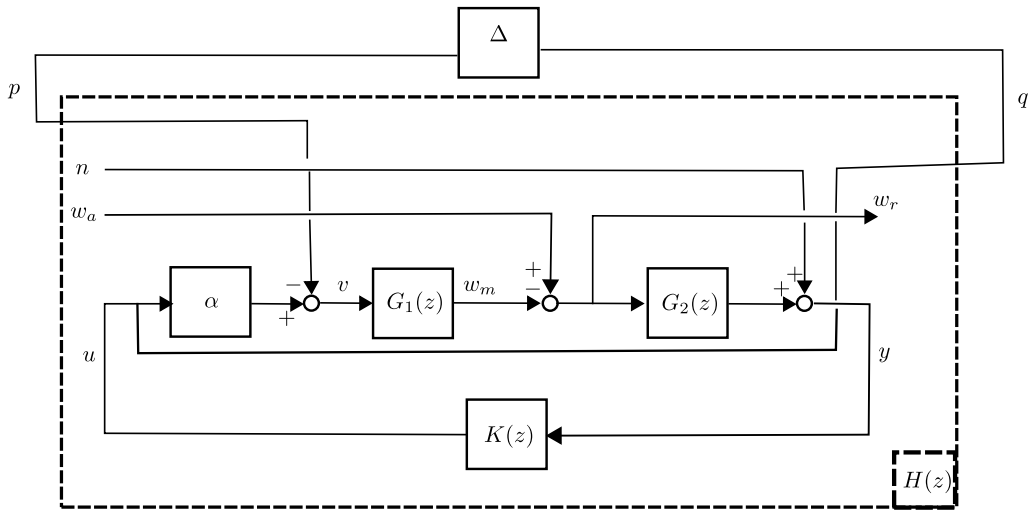 Δ
p
q
n
w_a
w_r
−
+
v
w_m
+
−
+
+
α
G_1(z)
G_2(z)
u
y
K(z)
H(z)